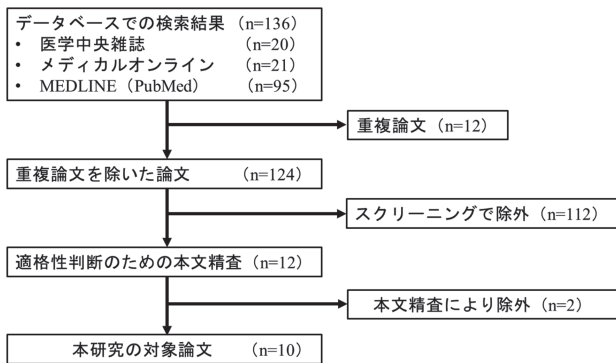 データベースでの検索結果（n=136）
• 医学中央雑誌 （n=20）
• メディカルオンライン （n=21）
• MEDLINE（PubMed） （n=95）
重複論文（n=12）
重複論文を除いた論文 （n=124）
スクリーニングで除外（n=112）
適格性判断のための本文精査（n=12）
本文精査により除外（n=2）
本研究の対象論文 （n=10）